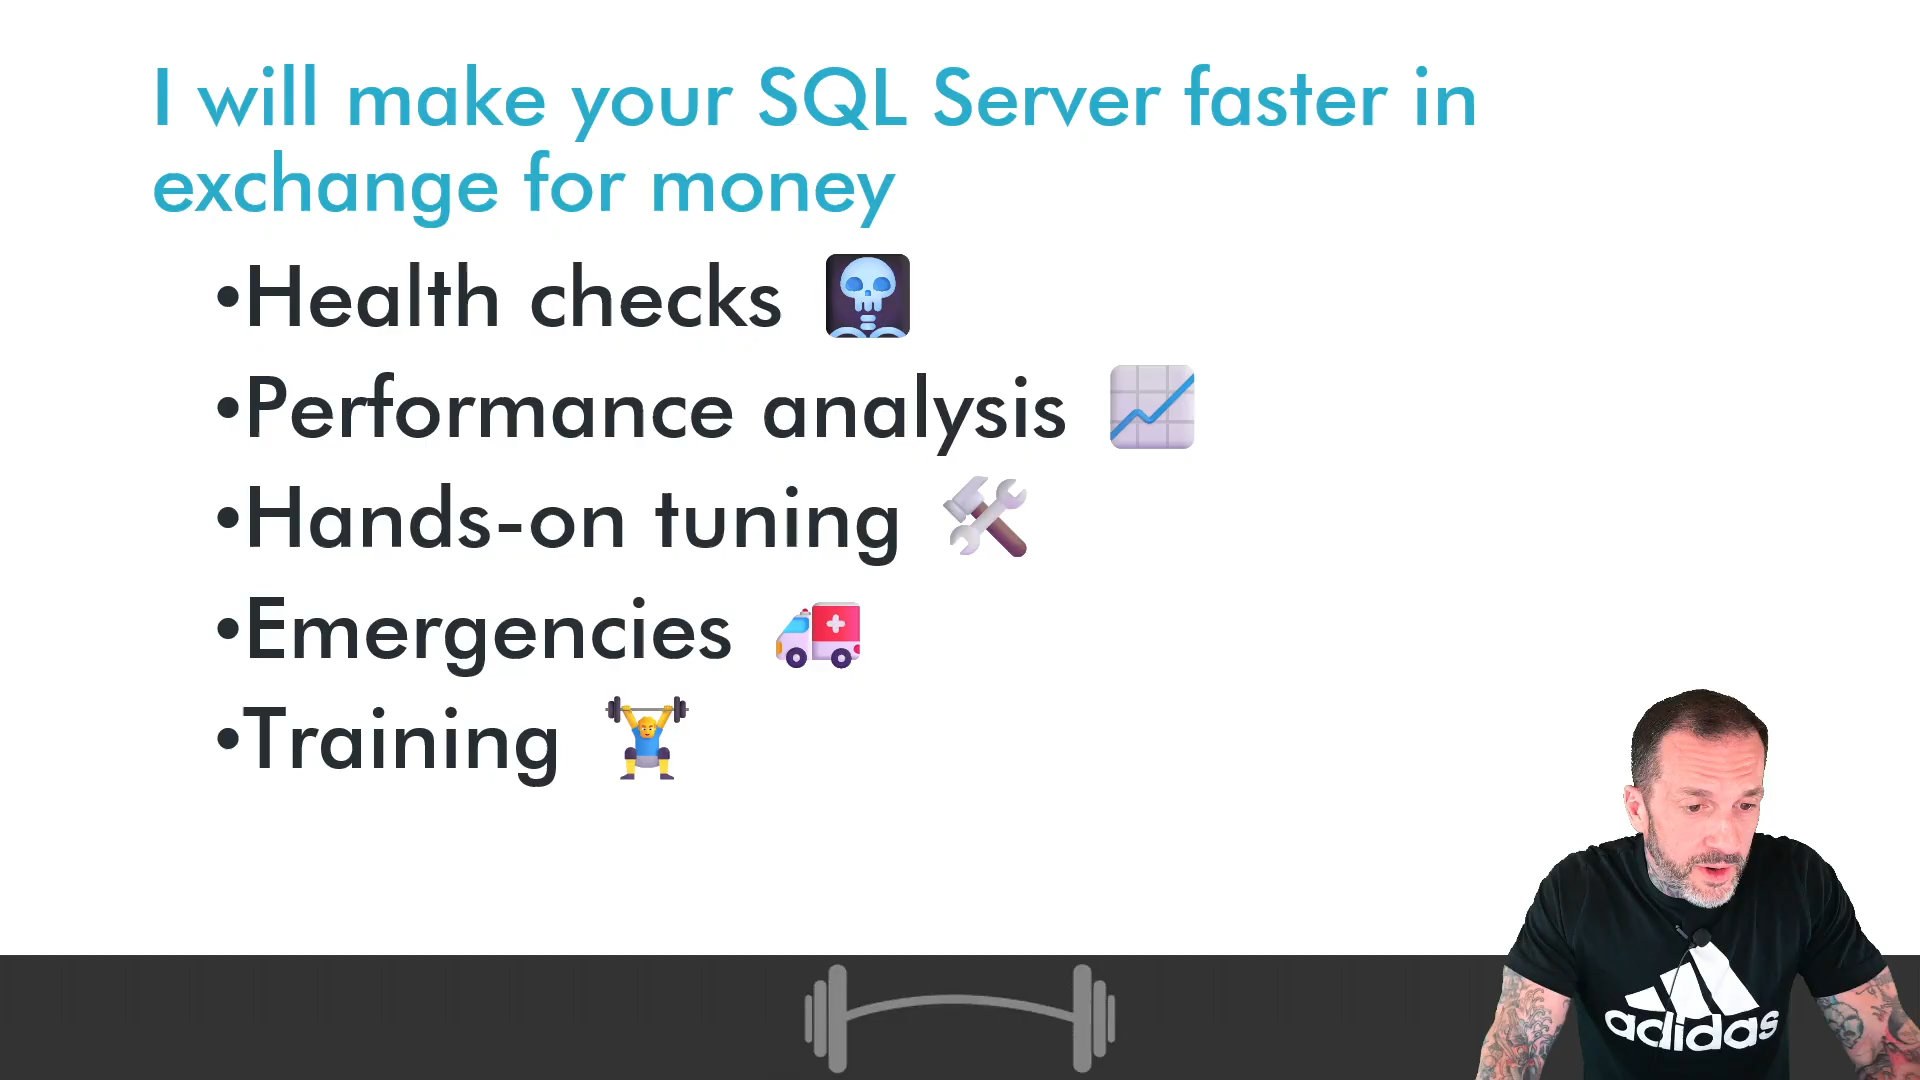 I will make your SQL Server faster in
exchange for money
•Health checks
•Performance analysis
•Hands-on tuning
•Emergencies
•Training
adidas